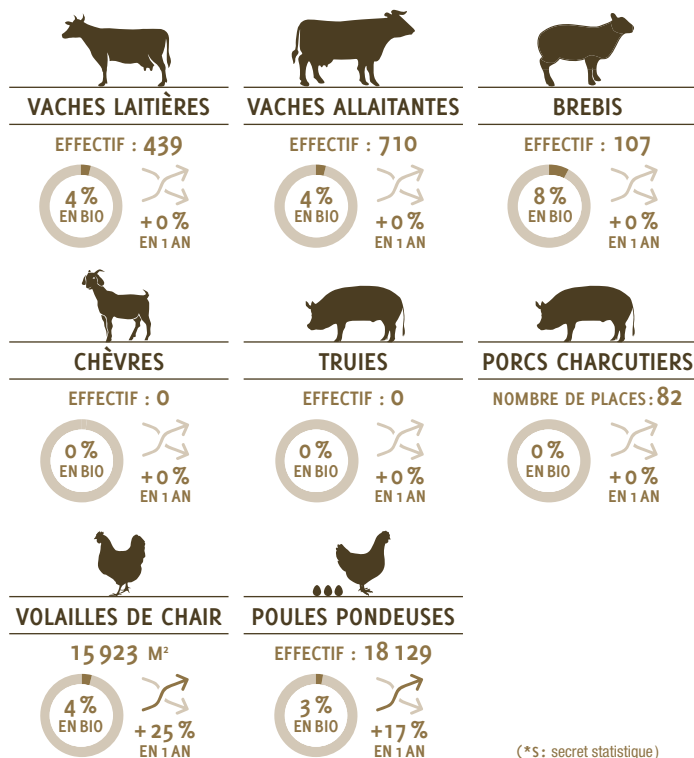 VACHES LAITIÈRES
EFFECTIF : 439
4 %
EN BIO
+0 %
EN 1 AN
VACHES ALLAITANTES
EFFECTIF : 710
4 %
EN BIO
+0 %
EN 1 AN
BREBIS
EFFECTIF : 107
8 %
EN BIO
+0 %
EN 1 AN
CHÈVRES
EFFECTIF : 0
0 %
EN BIO
+0 %
EN 1 AN
TRUIES
EFFECTIF : 0
0 %
EN BIO
+0 %
EN 1 AN
PORCS CHARCUTIERS
NOMBRE DE PLACES: 82
0 %
EN BIO
+0 %
EN 1 AN
VOLAILLES DE CHAIR
15 923 M²
4 %
EN BIO
+25 %
EN 1 AN
POULES PONDEUSES
EFFECTIF : 18 129
3 %
EN BIO
+17 %
EN 1 AN
(*S: secret statistique)